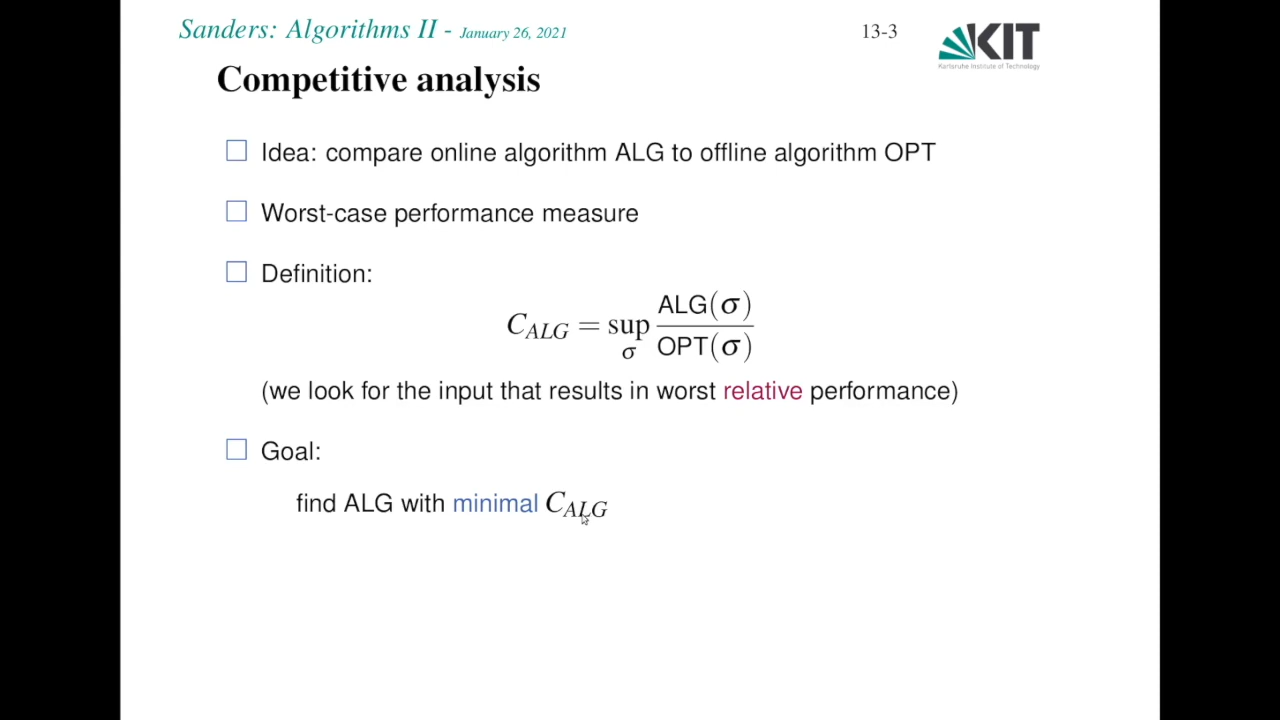 Sanders: Algorithms II - January 26, 2021
13-3
KIT
Karlsruhe Institute of Technology
Competitive analysis
Idea: compare online algorithm ALG to offline algorithm OPT
Worst-case performance measure
Definition:
C_ALG = sup_σ ALG(σ) / OPT(σ)
(we look for the input that results in worst relative performance)
Goal:
find ALG with minimal C_ALG